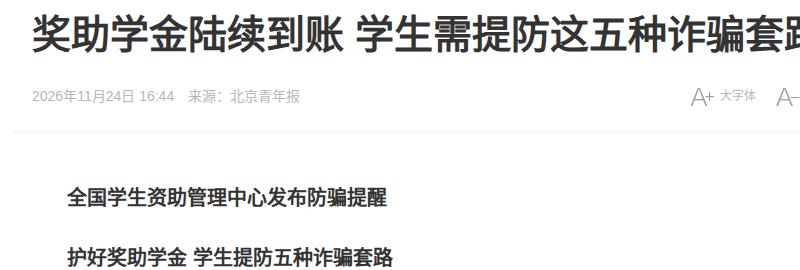 奖助学金陆续到账 学生需提防这五种诈骗套路
2026年11月24日 16:44 来源：北京青年报 A+ 大字体 A-
全国学生资助管理中心发布防骗提醒
护好奖助学金 学生提防五种诈骗套路